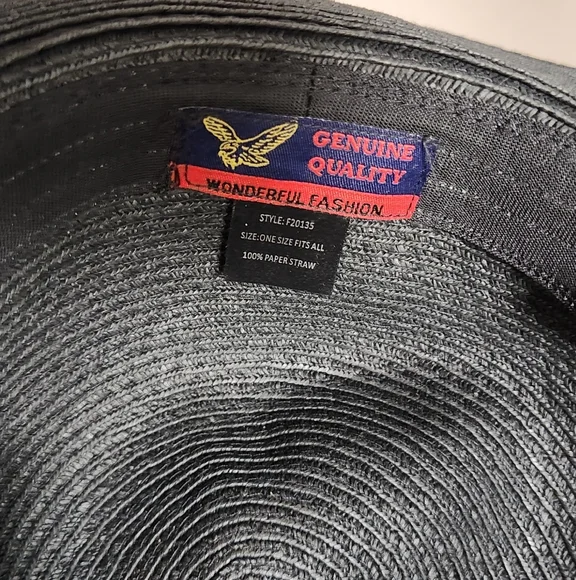 GENUINE
QUALITY
WONDERFUL FASHION
STYLE: F20135
SIZE:ONE SIZE FITS ALL
100% PAPER STRAW